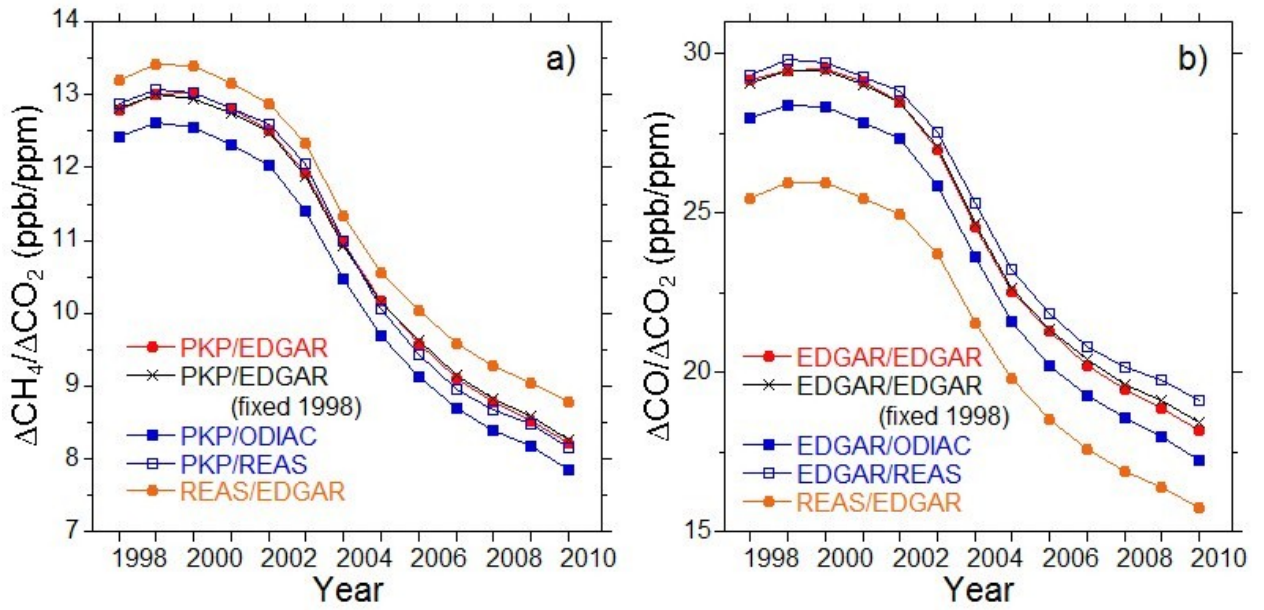 a)
ΔCH₄/ΔCO₂ (ppb/ppm)
14
13
12
11
10
9
8
7
PKP/EDGAR
PKP/EDGAR
(fixed 1998)
PKP/ODIAC
PKP/REAS
REAS/EDGAR
1998 2000 2002 2004 2006 2008 2010
Year
b)
ΔCO/ΔCO₂ (ppb/ppm)
30
25
20
15
EDGAR/EDGAR
EDGAR/EDGAR
(fixed 1998)
EDGAR/ODIAC
EDGAR/REAS
REAS/EDGAR
1998 2000 2002 2004 2006 2008 2010
Year